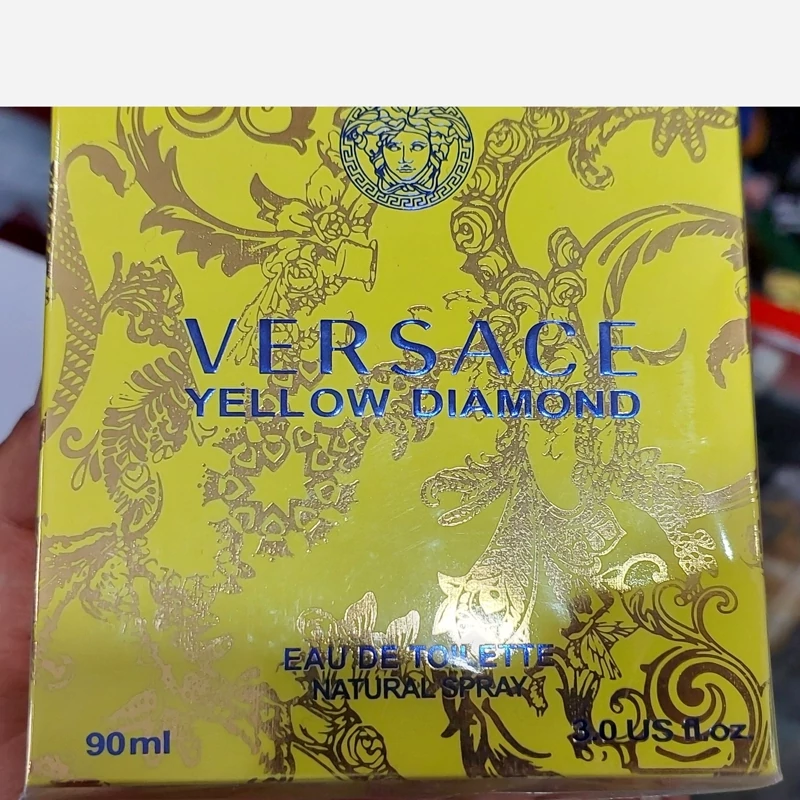 VERSACE
YELLOW DIAMOND
EAU DE TOILETTE
NATURAL SPRAY
90ml
3.0 US fl.oz.